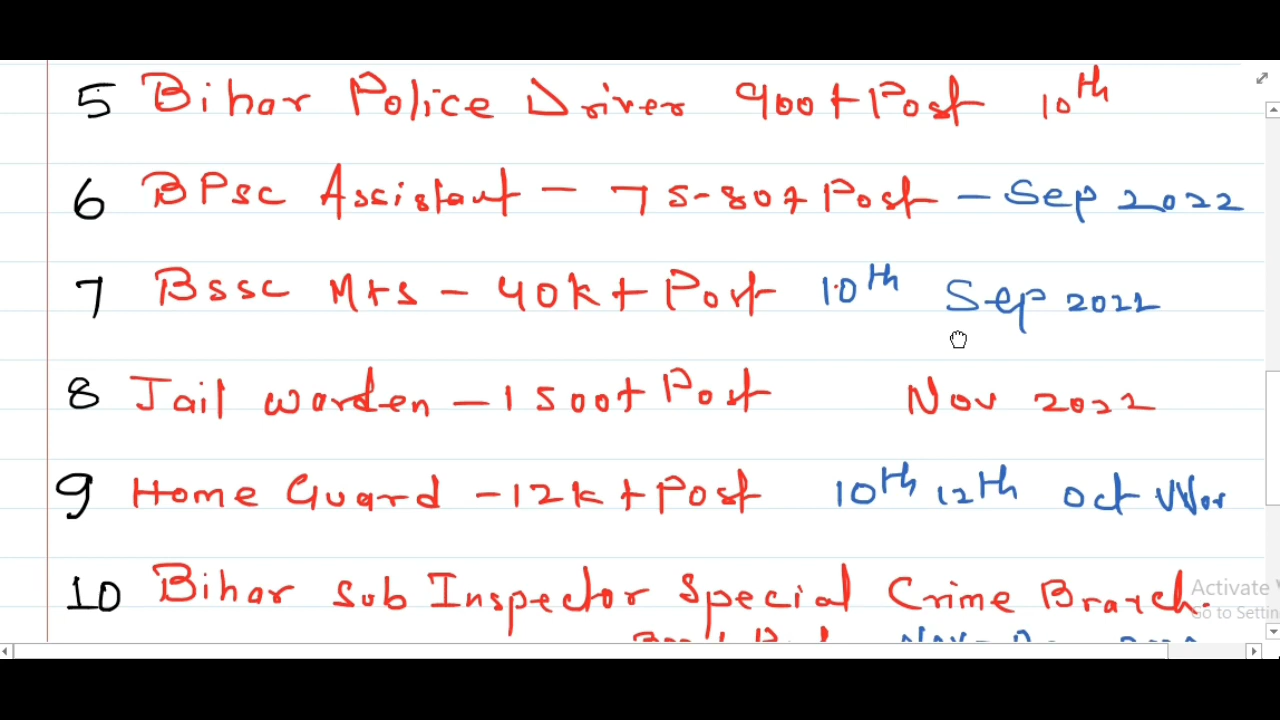 5 Bihar Police Driver 900+ Post 10th
6 BPsc Assistant - 75-80+ Post - Sep 2022
7 Bssc Mts - 40k+ Post 10th Sep 2022
8 Jail warden - 1500+ Post Nov 2022
9 Home Guard - 12k+ Post 10th 12th Oct
10 Bihar Sub Inspector Special Crime Branch.
Activate
Go to Settin